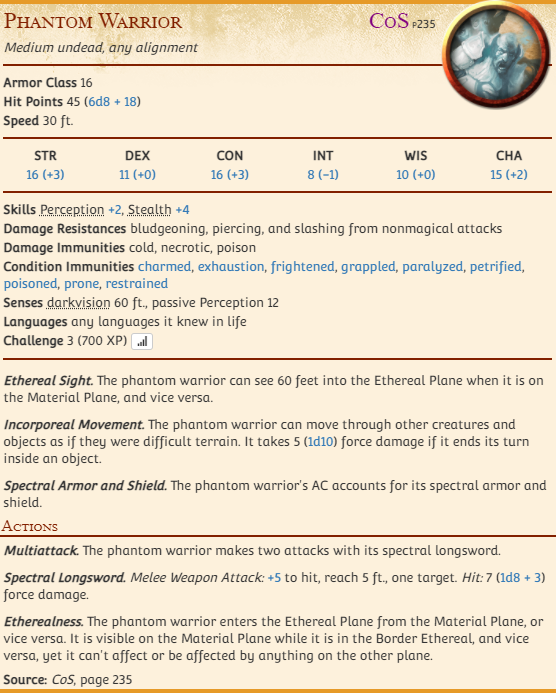 Phantom Warrior CoS P235
Medium undead, any alignment
Armor Class 16
Hit Points 45 (6d8 + 18)
Speed 30 ft.
STR DEX CON INT WIS CHA
16 (+3) 11 (+0) 16 (+3) 8 (−1) 10 (+0) 15 (+2)
Skills Perception +2, Stealth +4
Damage Resistances bludgeoning, piercing, and slashing from nonmagical attacks
Damage Immunities cold, necrotic, poison
Condition Immunities charmed, exhaustion, frightened, grappled, paralyzed, petrified,
poisoned, prone, restrained
Senses darkvision 60 ft., passive Perception 12
Languages any languages it knew in life
Challenge 3 (700 XP)
Ethereal Sight. The phantom warrior can see 60 feet into the Ethereal Plane when it is on
the Material Plane, and vice versa.
Incorporeal Movement. The phantom warrior can move through other creatures and
objects as if they were difficult terrain. It takes 5 (1d10) force damage if it ends its turn
inside an object.
Spectral Armor and Shield. The phantom warrior's AC accounts for its spectral armor and
shield.
Actions
Multiattack. The phantom warrior makes two attacks with its spectral longsword.
Spectral Longsword. Melee Weapon Attack: +5 to hit, reach 5 ft., one target. Hit: 7 (1d8 + 3)
force damage.
Etherealness. The phantom warrior enters the Ethereal Plane from the Material Plane, or
vice versa. It is visible on the Material Plane while it is in the Border Ethereal, and vice
versa, yet it can't affect or be affected by anything on the other plane.
Source: CoS, page 235